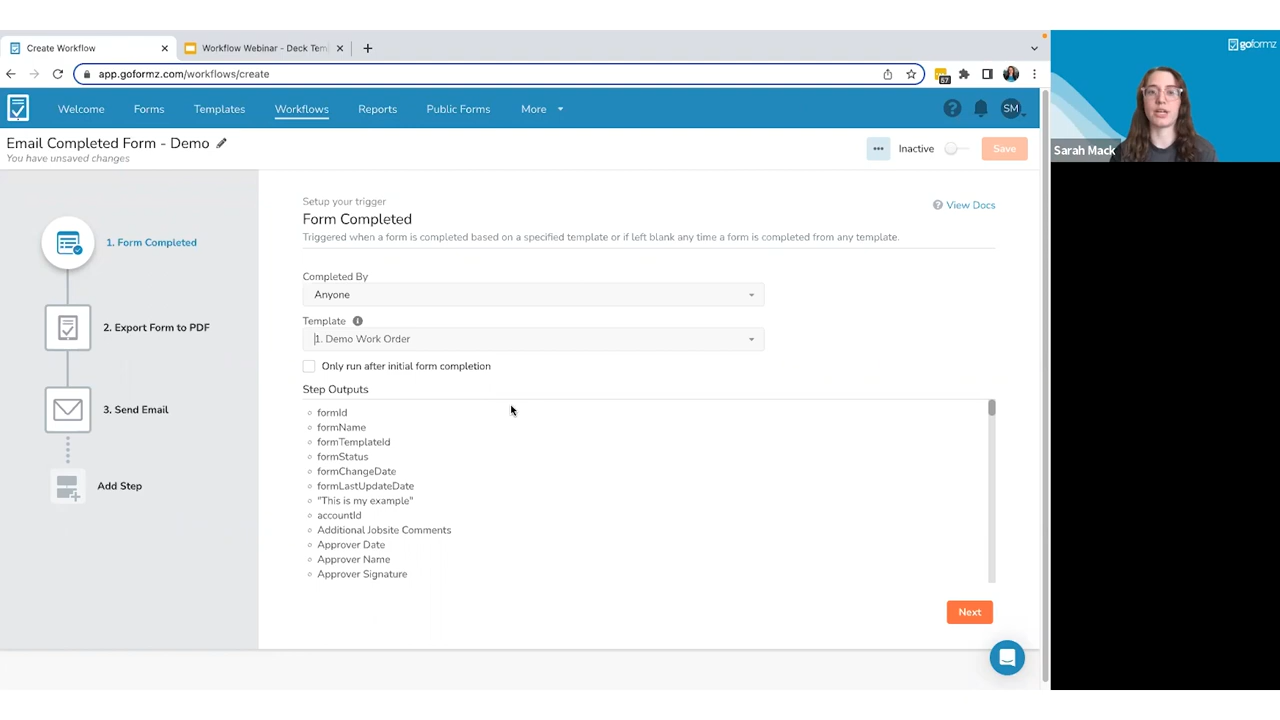 Create Workflow
Workflow Webinar - Deck Tem
app.goformz.com/workflows/create
57
goformz
Welcome
Forms
Templates
Workflows
Reports
Public Forms
More
SM
Email Completed Form - Demo
You have unsaved changes
Inactive
Save
Sarah Mack
Setup your trigger
Form Completed
View Docs
Triggered when a form is completed based on a specified template or if left blank any time a form is completed from any template.
1. Form Completed
2. Export Form to PDF
3. Send Email
Add Step
Completed By
Anyone
Template
1. Demo Work Order
Only run after initial form completion
Step Outputs
formId
formName
formTemplateId
formStatus
formChangeDate
formLastUpdateDate
"This is my example"
accountId
Additional Jobsite Comments
Approver Date
Approver Name
Approver Signature
Next